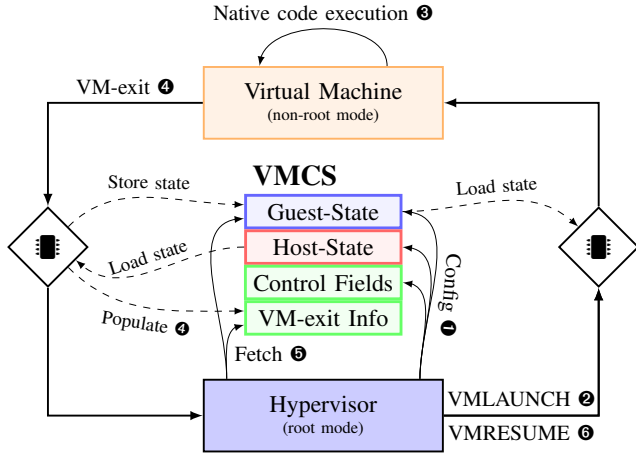 Native code execution ❸
VM-exit ❹
Virtual Machine
(non-root mode)
VMCS
Store state
Load state
Guest-State
Host-State
Load state
Control Fields
Config ❶
VM-exit Info
Populate ❹
Fetch ❺
Hypervisor
(root mode)
VMLAUNCH ❷
VMRESUME ❻